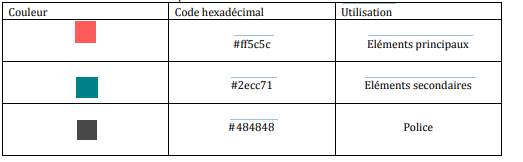 Couleur Code hexadécimal Utilisation
#ff5c5c Eléments principaux
#2ecc71 Eléments secondaires
#484848 Police